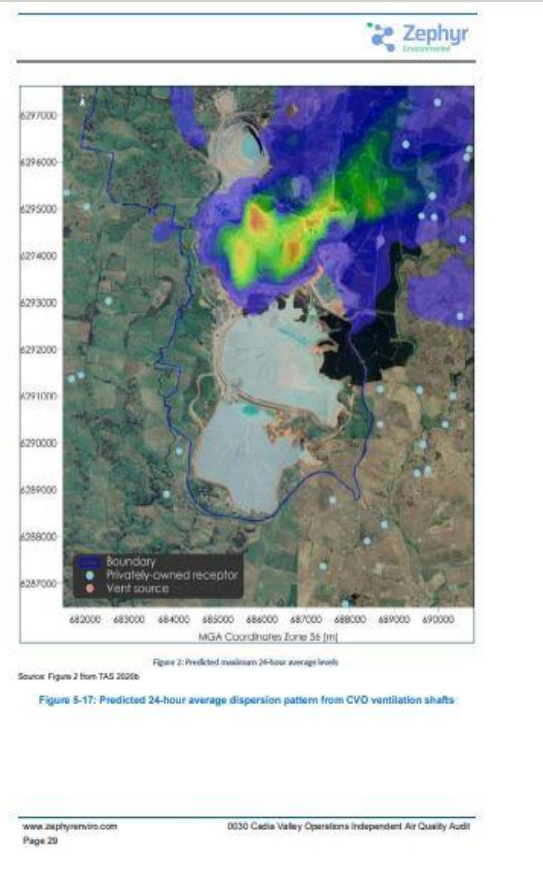 Zephyr
Environmental
6297000
6296000
6295000
6294000
6293000
6292000
6291000
6290000
6289000
6288000
6287000
Boundary
Privately-owned receptor
Vent source
682000 683000 684000 685000 686000 687000 688000 689000 690000
MGA Coordinates Zone 56 [m]
Figure 2: Predicted maximum 24-hour average levels
Source: Figure 2 from TAS 2020b
Figure 5-17: Predicted 24-hour average dispersion pattern from CVO ventilation shafts
www.zephyrenviro.com 0030 Cadia Valley Operations Independent Air Quality Audit
Page 29